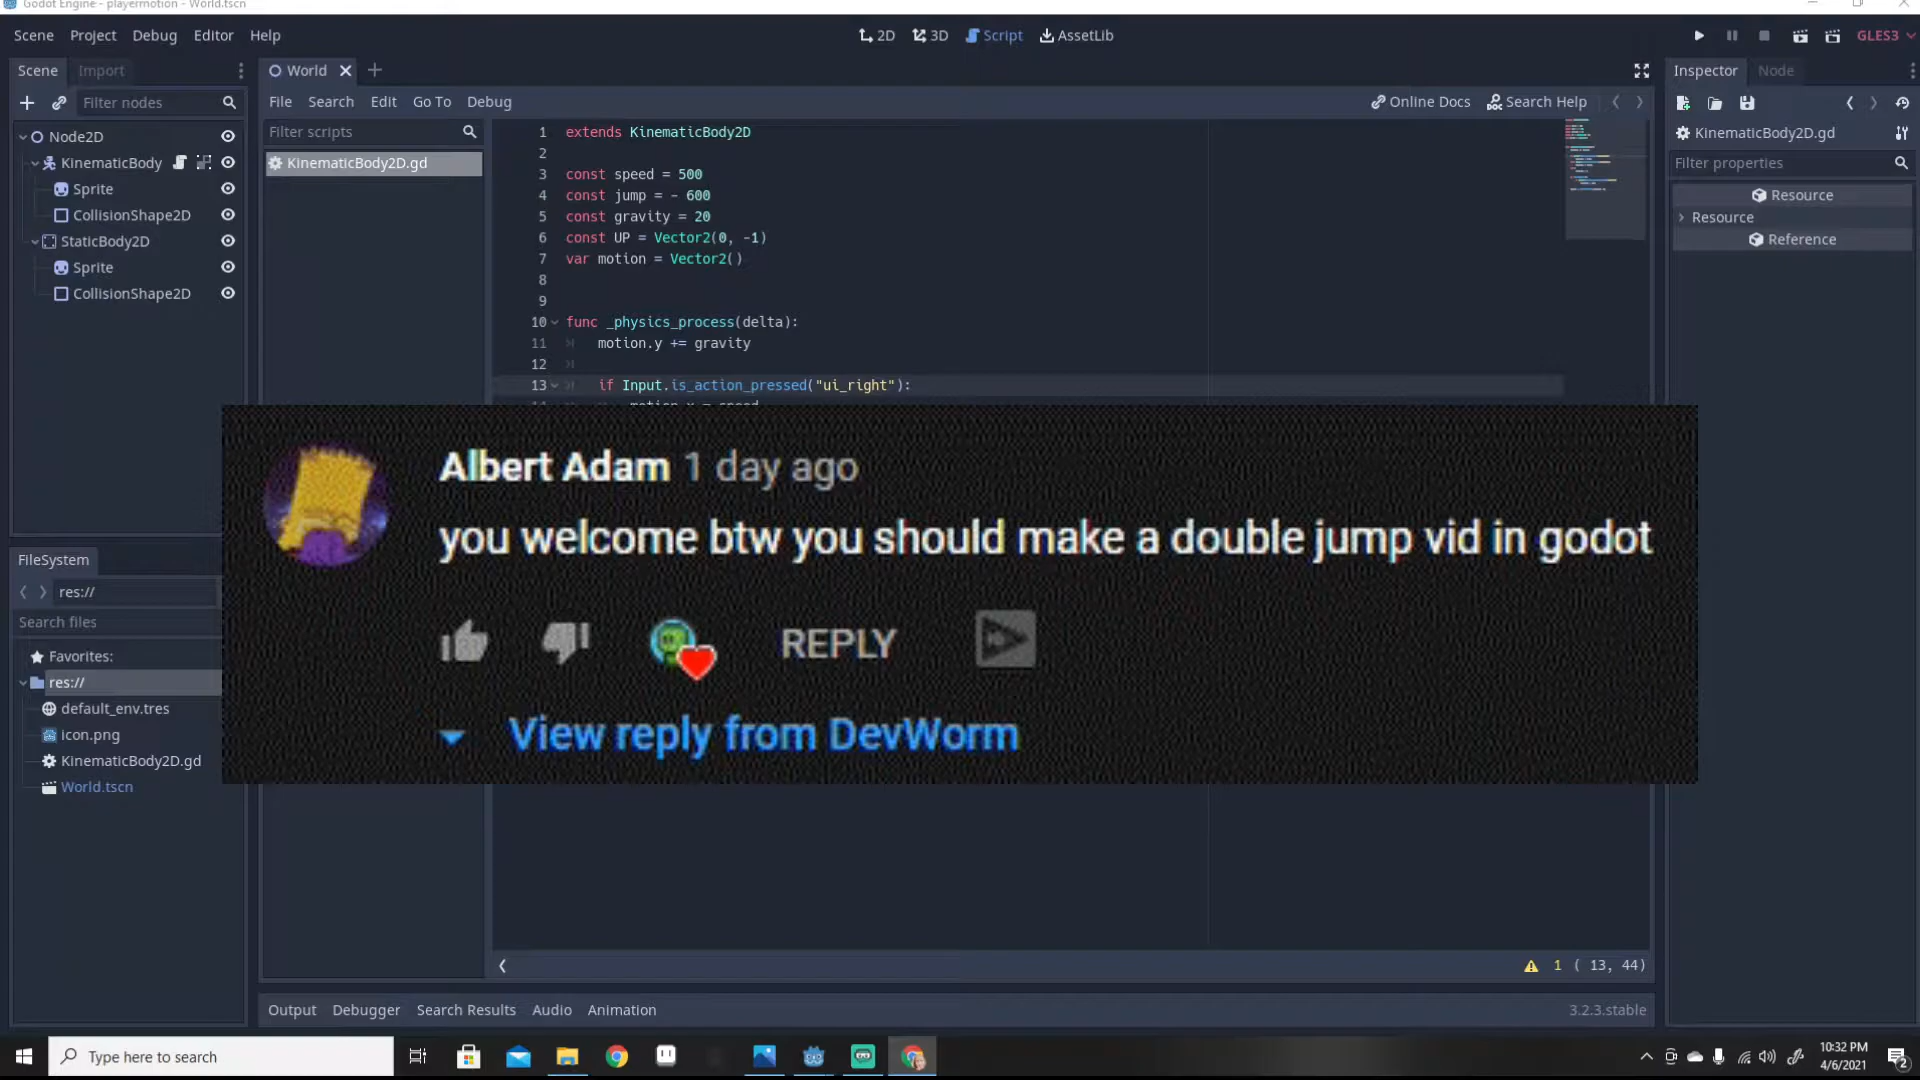 Godot Engine - playermotion - World.tscn
Scene Project Debug Editor Help
2D 3D Script AssetLib
GLES3
Scene Import
World
Inspector Node
Filter nodes
File Search Edit Go To Debug
Online Docs Search Help
Filter scripts
KinematicBody2D.gd
Filter properties
Resource
Resource
Reference
Node2D
KinematicBody
Sprite
CollisionShape2D
StaticBody2D
Sprite
CollisionShape2D
KinematicBody2D.gd
1 extends KinematicBody2D
2
3 const speed = 500
4 const jump = - 600
5 const gravity = 20
6 const UP = Vector2(0, -1)
7 var motion = Vector2()
8
9
10 func _physics_process(delta):
11 motion.y += gravity
12
13 if Input.is_action_pressed("ui_right"):
Albert Adam 1 day ago
you welcome btw you should make a double jump vid in godot
REPLY
View reply from DevWorm
FileSystem
res://
Search files
Favorites:
res://
default_env.tres
icon.png
KinematicBody2D.gd
World.tscn
1 ( 13, 44)
Output Debugger Search Results Audio Animation
3.2.3.stable
Type here to search
10:32 PM
4/6/2021
2